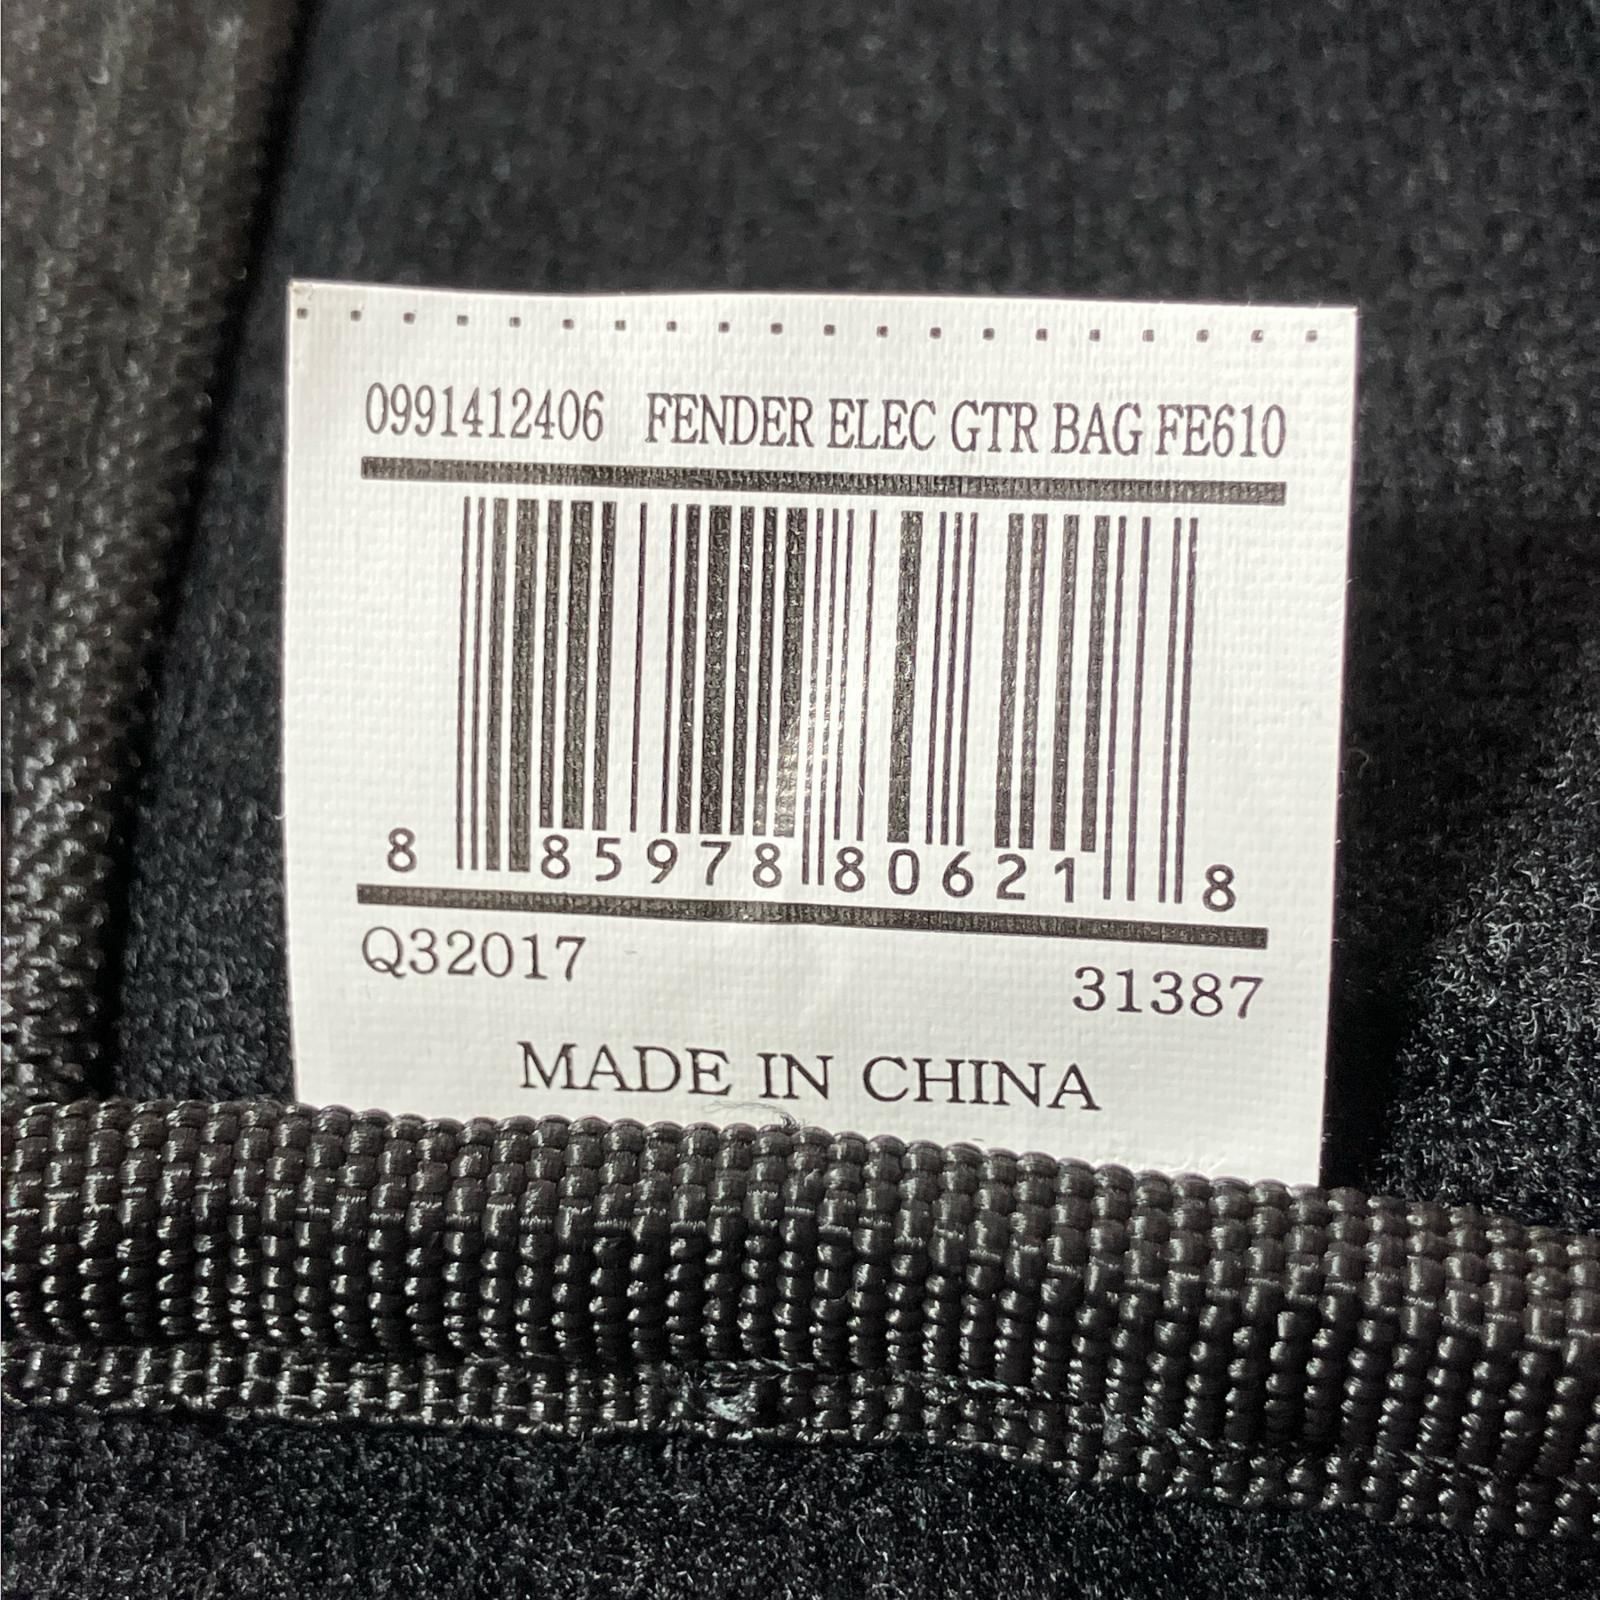 0991412406 FENDER ELEC GTR BAG FE610
8 85978 80621 8
Q32017 31387
MADE IN CHINA